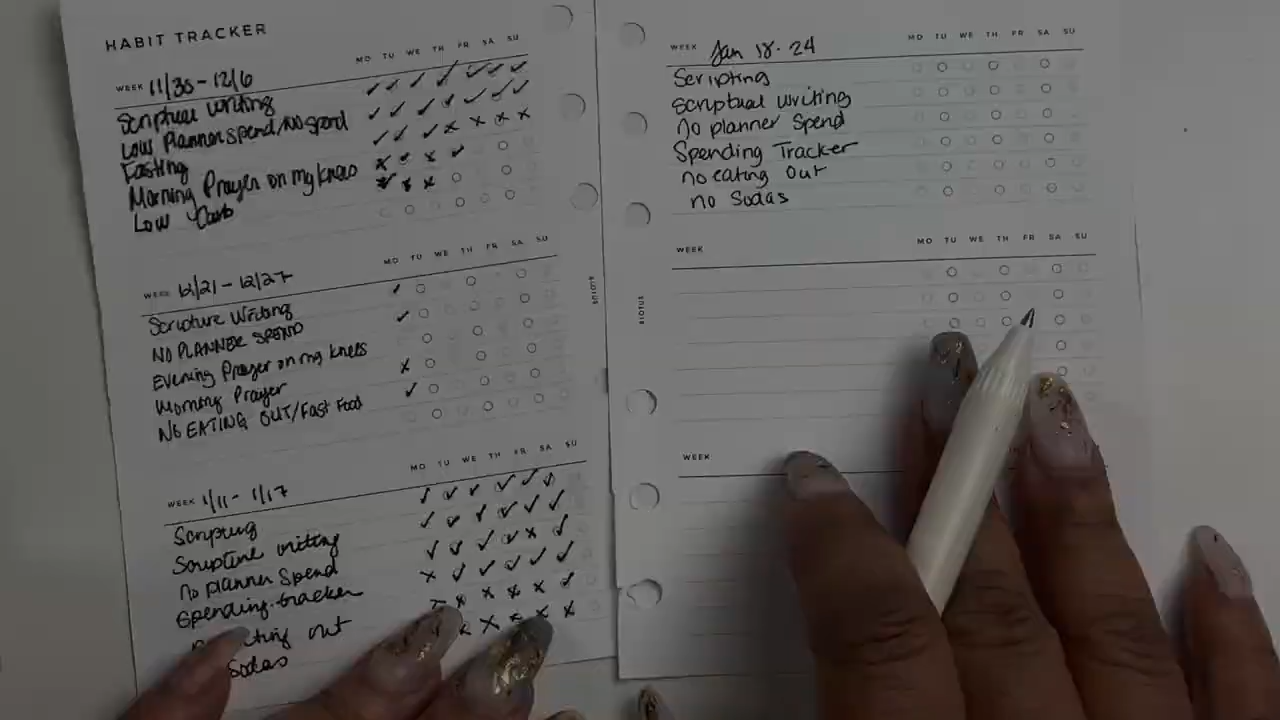 HABIT TRACKER
WEEK 11/30-12/6 MO TU WE TH FR SA SU
Scripture Writing
Low Planner spend/No spend
Fasting
Morning Prayer on my knees
Low Carb
WEEK 12/21-12/27 MO TU WE TH FR SA SU
Scripture Writing
NO PLANNER SPEND
Evening Prayer on my knees
Morning Prayer
NO EATING OUT/Fast Food
WEEK 1/11-1/17 MO TU WE TH FR SA SU
Scripting
Scripture writing
no planner Spend
Spending tracker
out
Sodas
WEEK Jan 18-24 MO TU WE TH FR SA SU
Scripting
Scriptual writing
no planner Spend
Spending Tracker
no eating Out
no Sodas
WEEK MO TU WE TH FR SA SU
WEEK